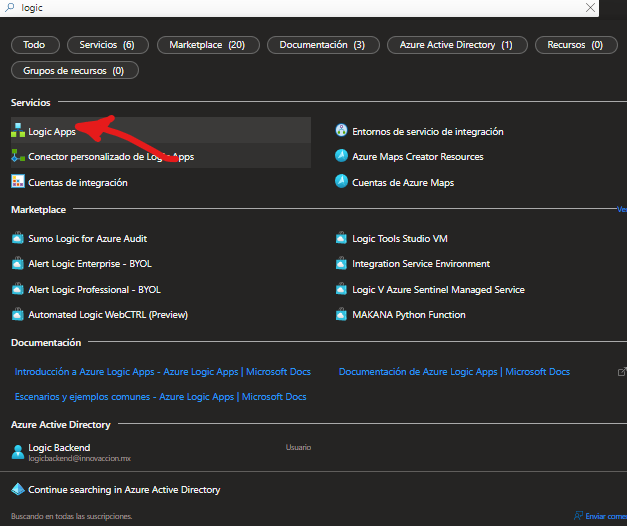 logic
Todo Servicios (6) Marketplace (20) Documentación (3) Azure Active Directory (1) Recursos (0)
Grupos de recursos (0)
Servicios
Logic Apps Entornos de servicio de integración
Conector personalizado de Logic Apps Azure Maps Creator Resources
Cuentas de integración Cuentas de Azure Maps
Marketplace Ve
Sumo Logic for Azure Audit Logic Tools Studio VM
Alert Logic Enterprise - BYOL Integration Service Environment
Alert Logic Professional - BYOL Logic V Azure Sentinel Managed Service
Automated Logic WebCTRL (Preview) MAKANA Python Function
Documentación
Introducción a Azure Logic Apps - Azure Logic Apps | Microsoft Docs Documentación de Azure Logic Apps | Microsoft Docs
Escenarios y ejemplos comunes - Azure Logic Apps | Microsoft Docs
Azure Active Directory
Logic Backend Usuario
logicbackend@innovaccion.mx
Continue searching in Azure Active Directory
Buscando en todas las suscripciones. Enviar come